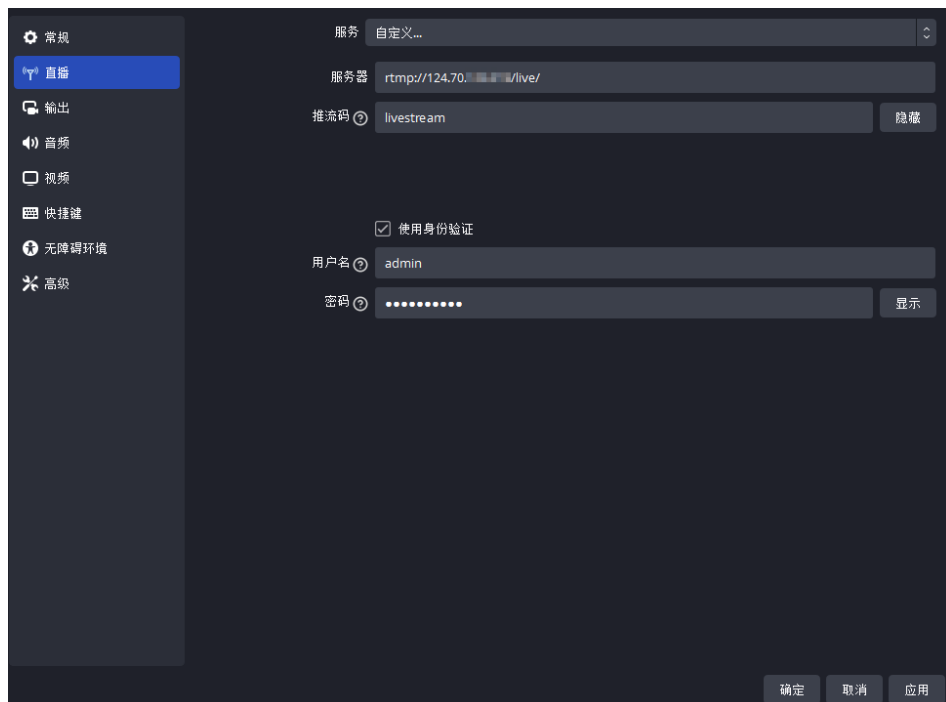 常规
直播
输出
音频
视频
快捷键
无障碍环境
高级
服务 自定义...
服务器 rtmp://124.70. /live/
推流码 livestream 隐藏
使用身份验证
用户名 admin
密码 ●●●●●●●●●● 显示
确定 取消 应用